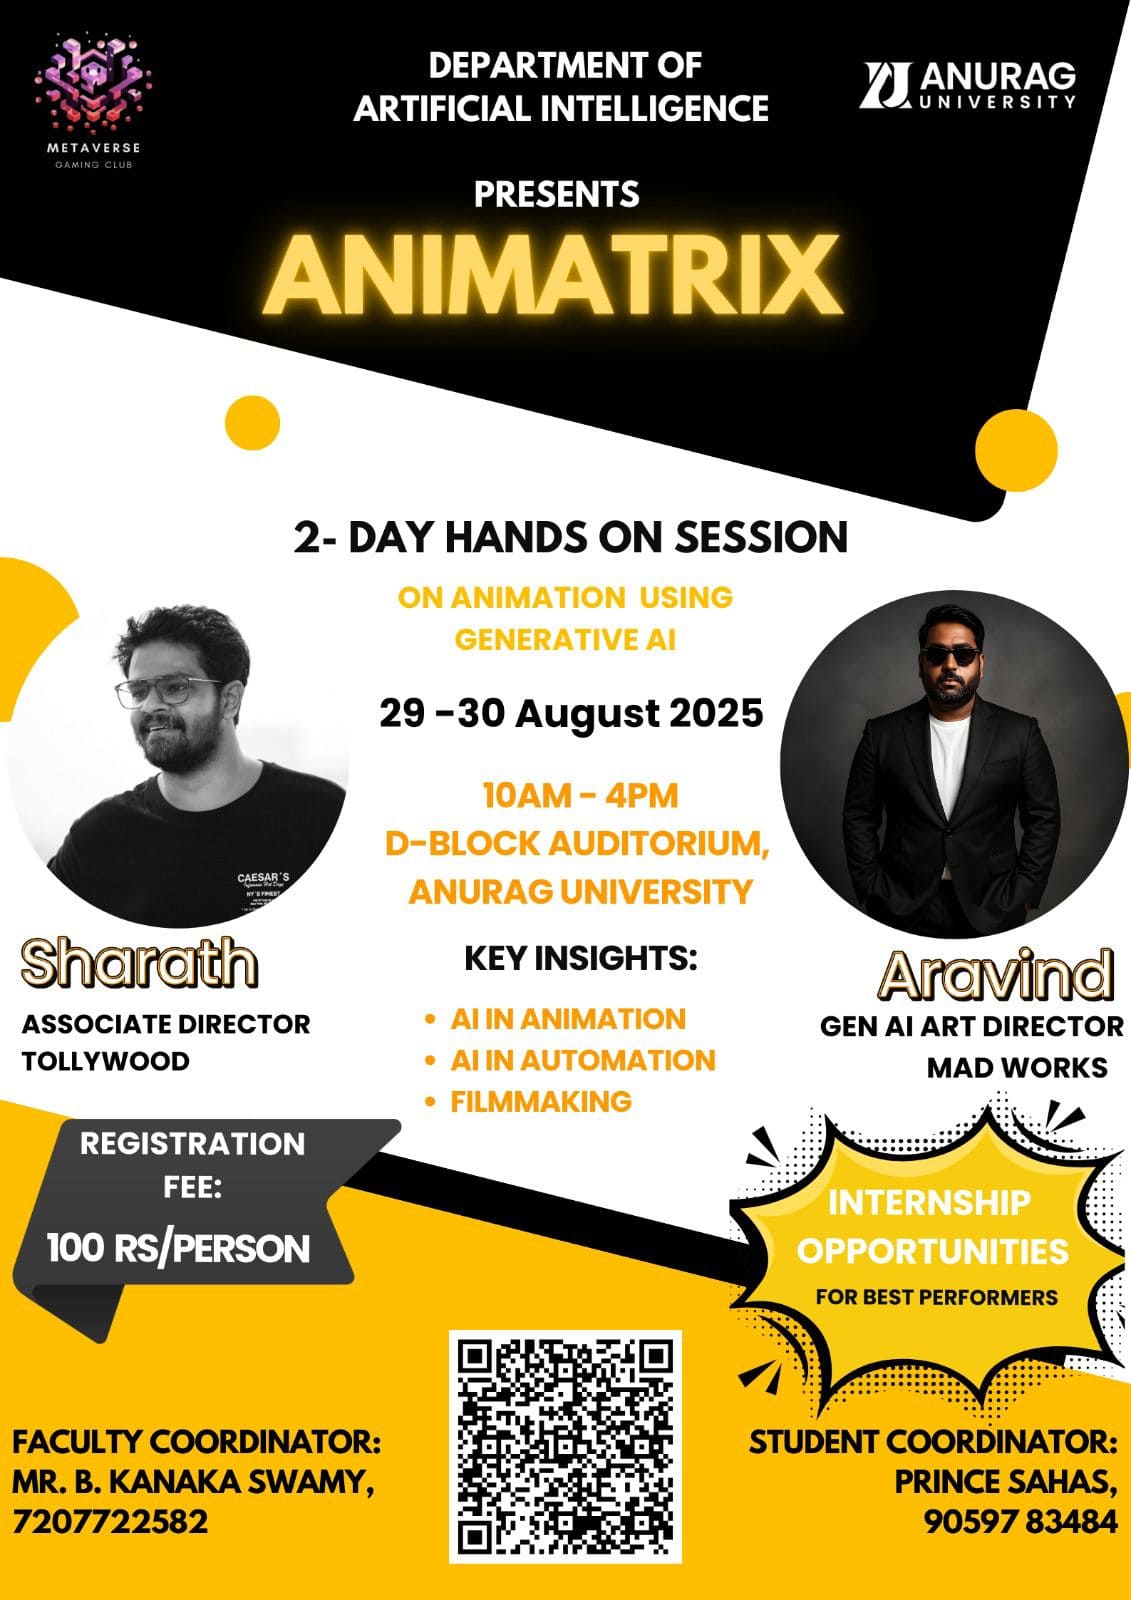 METAVERSE
GAMING CLUB
DEPARTMENT OF
ARTIFICIAL INTELLIGENCE
ANURAG
UNIVERSITY
PRESENTS
ANIMATRIX
2- DAY HANDS ON SESSION
ON ANIMATION USING
GENERATIVE AI
29 -30 August 2025
10AM - 4PM
D-BLOCK AUDITORIUM,
ANURAG UNIVERSITY
CAESAR'S
NY'S FINEST
Sharath
ASSOCIATE DIRECTOR
TOLLYWOOD
Aravind
GEN AI ART DIRECTOR
MAD WORKS
KEY INSIGHTS:
• AI IN ANIMATION
• AI IN AUTOMATION
• FILMMAKING
REGISTRATION
FEE:
100 RS/PERSON
INTERNSHIP
OPPORTUNITIES
FOR BEST PERFORMERS
FACULTY COORDINATOR:
MR. B. KANAKA SWAMY,
7207722582
STUDENT COORDINATOR:
PRINCE SAHAS,
90597 83484